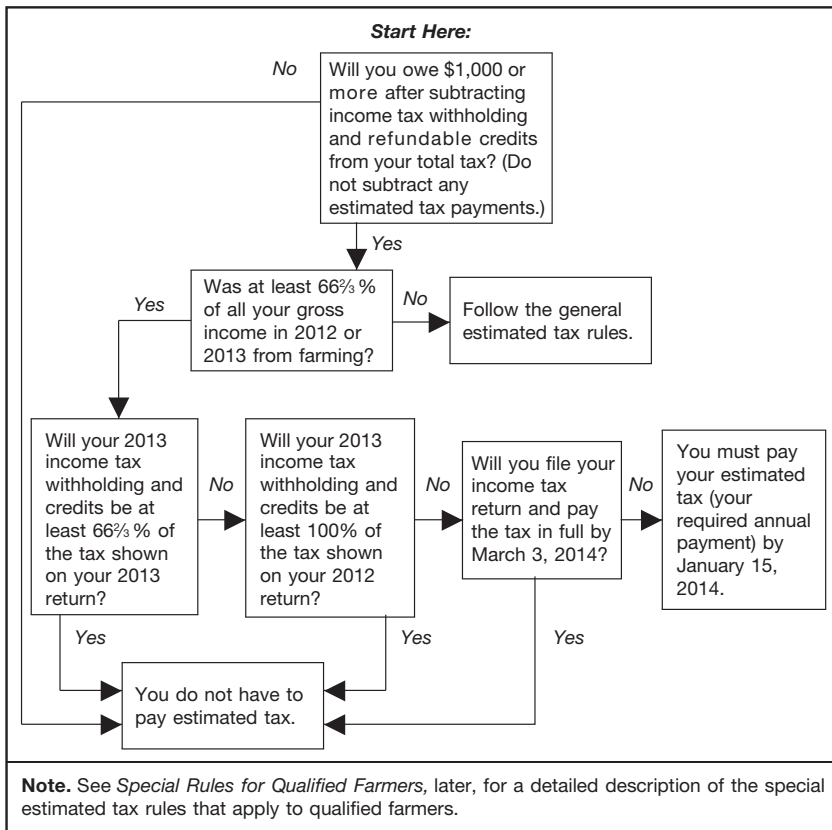 Start Here:
No
Will you owe $1,000 or
more after subtracting
income tax withholding
and refundable credits
from your total tax? (Do
not subtract any
estimated tax payments.)
Yes
Was at least 66⅔ %
of all your gross
income in 2012 or
2013 from farming?
Yes
No
Follow the general
estimated tax rules.
Will your 2013
income tax
withholding and
credits be at
least 66⅔ % of
the tax shown
on your 2013
return?
No
Will your 2013
income tax
withholding and
credits be at
least 100% of
the tax shown
on your 2012
return?
No
Will you file your
income tax
return and pay
the tax in full by
March 3, 2014?
No
You must pay
your estimated
tax (your
required annual
payment) by
January 15,
2014.
Yes
Yes
Yes
You do not have to
pay estimated tax.
Note. See Special Rules for Qualified Farmers, later, for a detailed description of the special
estimated tax rules that apply to qualified farmers.